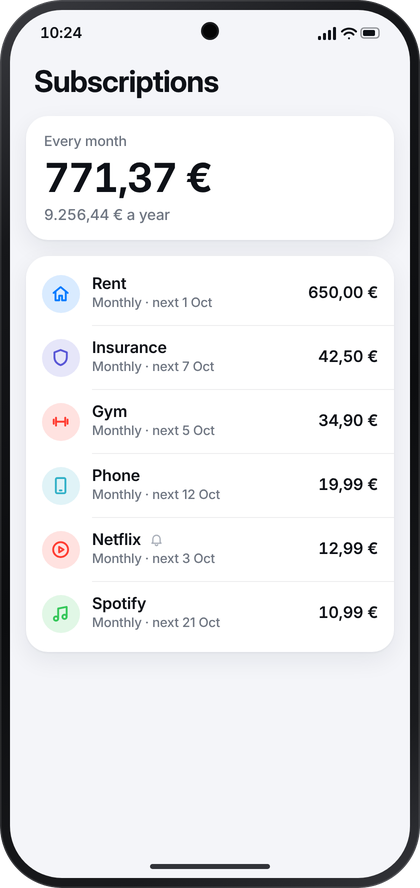 10:24
Subscriptions
Every month
771,37 €
9.256,44 € a year
Rent
650,00 €
Monthly · next 1 Oct
Insurance
42,50 €
Monthly · next 7 Oct
Gym
34,90 €
Monthly · next 5 Oct
Phone
19,99 €
Monthly · next 12 Oct
Netflix
12,99 €
Monthly · next 3 Oct
Spotify
10,99 €
Monthly · next 21 Oct